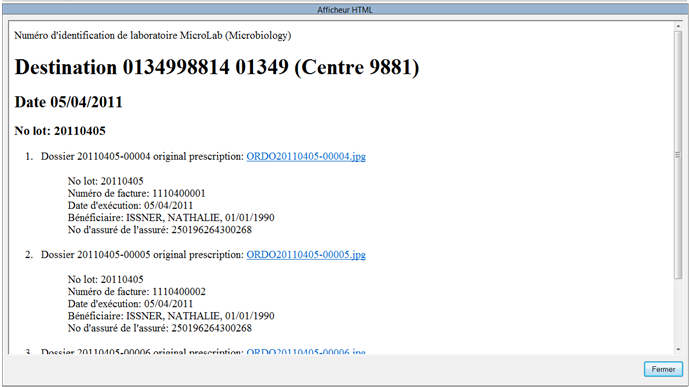 Afficheur HTML
Numéro d'identification de laboratoire MicroLab (Microbiology)
Destination 0134998814 01349 (Centre 9881)
Date 05/04/2011
No lot: 20110405
1. Dossier 20110405-00004 original prescription: ORDO20110405-00004.jpg
No lot: 20110405
Numéro de facture: 1110400001
Date d'exécution: 05/04/2011
Bénéficiaire: ISSNER, NATHALIE, 01/01/1990
No d'assuré de l'assuré: 250196264300268
2. Dossier 20110405-00005 original prescription: ORDO20110405-00005.jpg
No lot: 20110405
Numéro de facture: 1110400002
Date d'exécution: 05/04/2011
Bénéficiaire: ISSNER, NATHALIE, 01/01/1990
No d'assuré de l'assuré: 250196264300268
3. Dossier 20110405-00006 original prescription: ORDO20110405-00006.jpg
Fermer